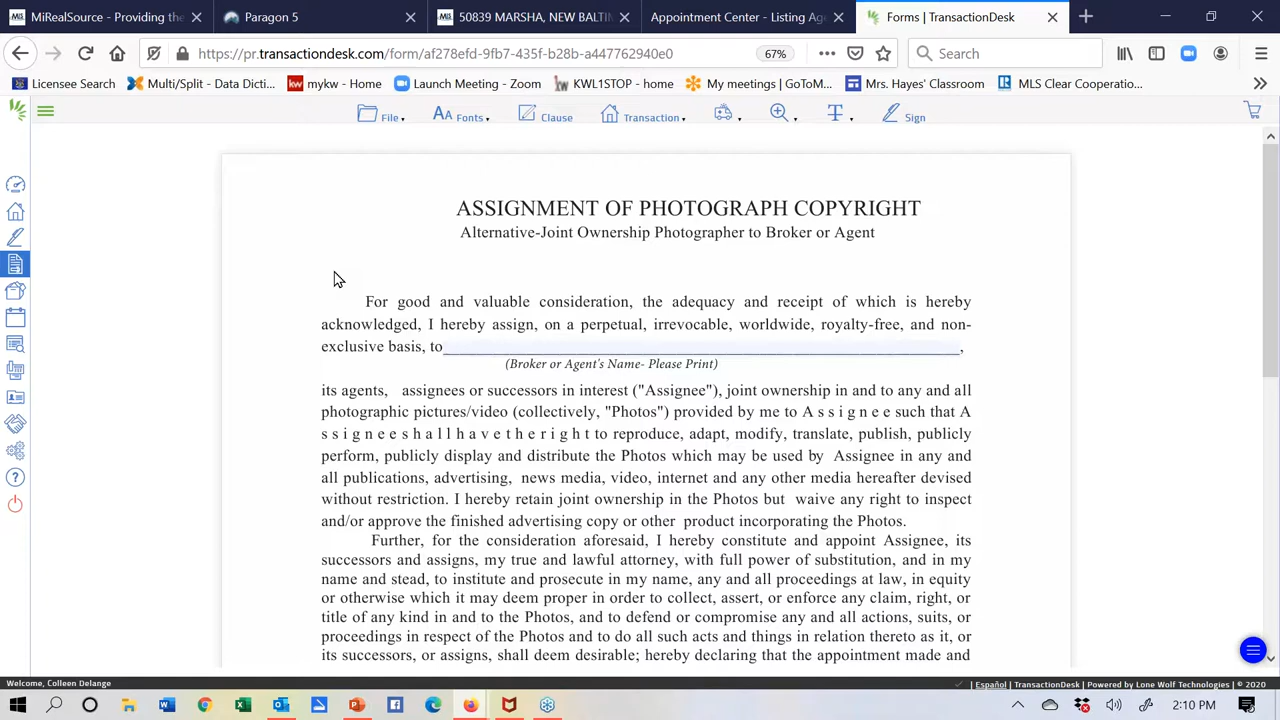 MiRealSource - Providing the
Paragon 5
50839 MARSHA, NEW BALTIN
Appointment Center - Listing Age
Forms | TransactionDesk
https://pr.transactiondesk.com/form/af278efd-9fb7-435f-b28b-a447762940e0
67%
Search
Licensee Search
Multi/Split - Data Dicti...
mykw - Home
Launch Meeting - Zoom
KWL1STOP - home
My meetings | GoToM...
Mrs. Hayes' Classroom
MLS Clear Cooperatio...
File
Fonts
Clause
Transaction
Sign
ASSIGNMENT OF PHOTOGRAPH COPYRIGHT
Alternative-Joint Ownership Photographer to Broker or Agent
For good and valuable consideration, the adequacy and receipt of which is hereby
acknowledged, I hereby assign, on a perpetual, irrevocable, worldwide, royalty-free, and non-
exclusive basis, to ,
(Broker or Agent's Name- Please Print)
its agents, assignees or successors in interest ("Assignee"), joint ownership in and to any and all
photographic pictures/video (collectively, "Photos") provided by me to A s s i g n e e such that A
s s i g n e e s h a l l h a v e t h e r i g h t to reproduce, adapt, modify, translate, publish, publicly
perform, publicly display and distribute the Photos which may be used by Assignee in any and
all publications, advertising, news media, video, internet and any other media hereafter devised
without restriction. I hereby retain joint ownership in the Photos but waive any right to inspect
and/or approve the finished advertising copy or other product incorporating the Photos.
Further, for the consideration aforesaid, I hereby constitute and appoint Assignee, its
successors and assigns, my true and lawful attorney, with full power of substitution, and in my
name and stead, to institute and prosecute in my name, any and all proceedings at law, in equity
or otherwise which it may deem proper in order to collect, assert, or enforce any claim, right, or
title of any kind in and to the Photos, and to defend or compromise any and all actions, suits, or
proceedings in respect of the Photos and to do all such acts and things in relation thereto as it, or
its successors, or assigns, shall deem desirable; hereby declaring that the appointment made and
Welcome, Colleen Delange
Español | TransactionDesk | Powered by Lone Wolf Technologies | © 2020
2:10 PM